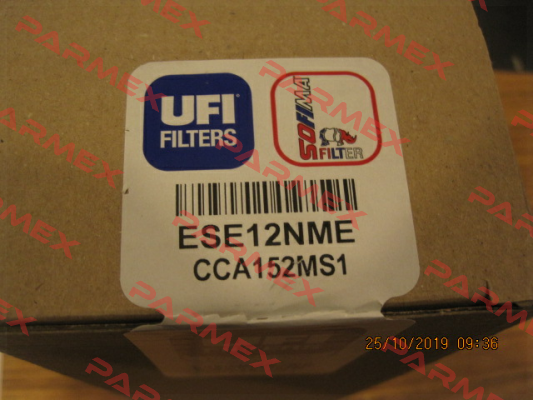 PARMEX
UFI
FILTERS
SOFIMA
FILTER
ESE12NME
CCA152MS1
25/10/2019 09:36